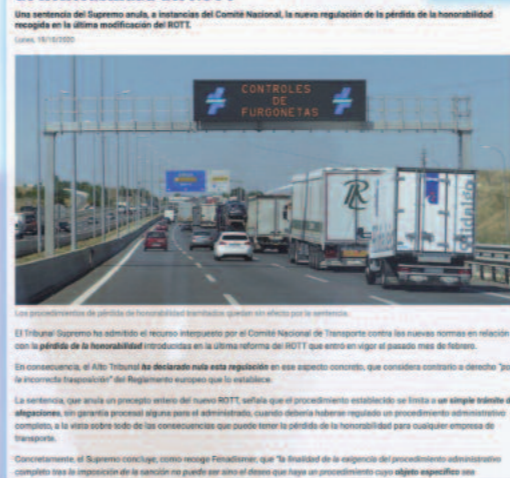 Una sentencia del Supremo anula, a instancias del Comité Nacional, la nueva regulación de la pérdida de la honorabilidad
recogida en la última modificación del ROTT.
Lunes, 19/10/2020
CONTROLES
DE
FURGONETAS
Los procedimientos de pérdida de honorabilidad tramitados quedan sin efecto por la sentencia.
El Tribunal Supremo ha admitido el recurso interpuesto por el Comité Nacional de Transporte contra las nuevas normas en relación
con la pérdida de la honorabilidad introducidas en la última reforma del ROTT que entró en vigor el pasado mes de febrero.
En consecuencia, el Alto Tribunal ha declarado nula esta regulación en ese aspecto concreto, que considera contrario a derecho
la incorrecta trasposición" del Reglamento europeo que lo establece.
La sentencia, que anula un precepto entero del nuevo ROTT, señala que el procedimiento establecido se limita a un simple trámite d
alegaciones, sin garantía procesal alguna para el administrado, cuando debería haberse regulado un procedimiento administrativo
completo, a la vista sobre todo de las consecuencias que puede tener la pérdida de la honorabilidad para cualquier empresa de
transporte.
Concretamente, el Supremo concluye, como recoge Fenadismer, que "la finalidad de la exigencia del procedimiento administrativo
completo tras la imposición de la sanción no puede ser sino el deseo que haya un procedimiento cuyo objeto específico sea